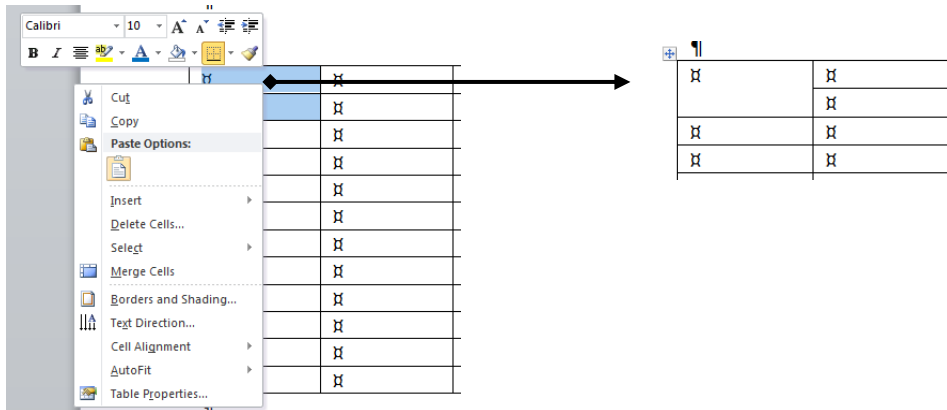 Calibri 10 A A
B I ab A
Cut
Copy
Paste Options:
Insert
Delete Cells...
Select
Merge Cells
Borders and Shading...
Text Direction...
Cell Alignment
AutoFit
Table Properties...
¤ ¤
¤
¤
¤
¤
¤
¤
¤
¤
¤
¤
¤
¶
¤ ¤
¤
¤ ¤
¤ ¤